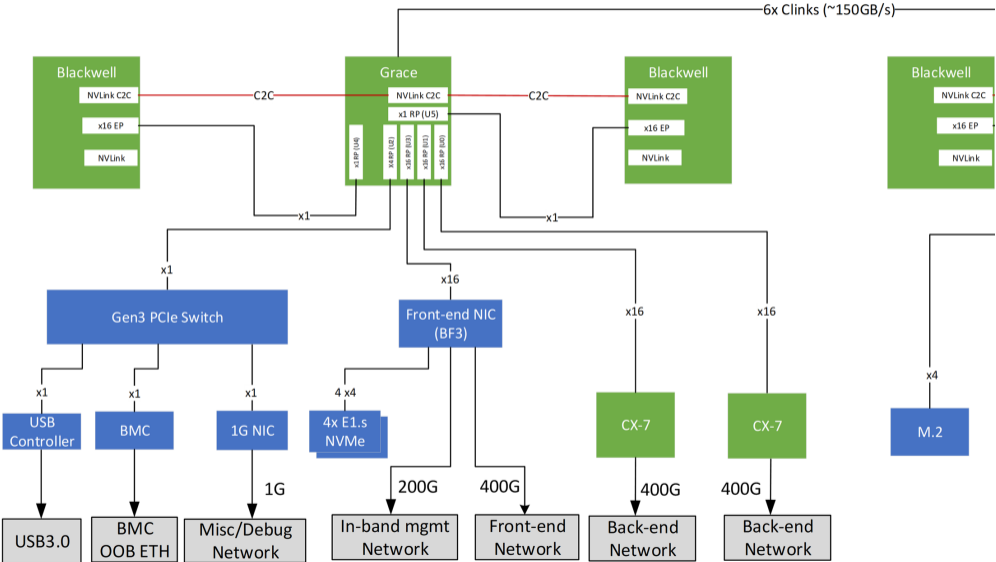 6x Clinks (~150GB/s)
Blackwell
NVLink C2C
x16 EP
NVLink
C2C
Grace
NVLink C2C
x1 RP (U5)
x1RP (U4)
x4 RP (U2)
x16 RP (U3)
x16 RP (U1)
x16 RP (U0)
C2C
Blackwell
NVLink C2C
x16 EP
NVLink
Blackwell
NVLink C2C
x16 EP
NVLink
x1
x1
x1
x16
x16
x16
x4
Gen3 PCIe Switch
Front-end NIC
(BF3)
x1
x1
x1
4 x4
USB
Controller
BMC
1G NIC
4x E1.s
NVMe
CX-7
CX-7
M.2
1G
200G
400G
400G
400G
USB3.0
BMC
OOB ETH
Misc/Debug
Network
In-band mgmt
Network
Front-end
Network
Back-end
Network
Back-end
Network